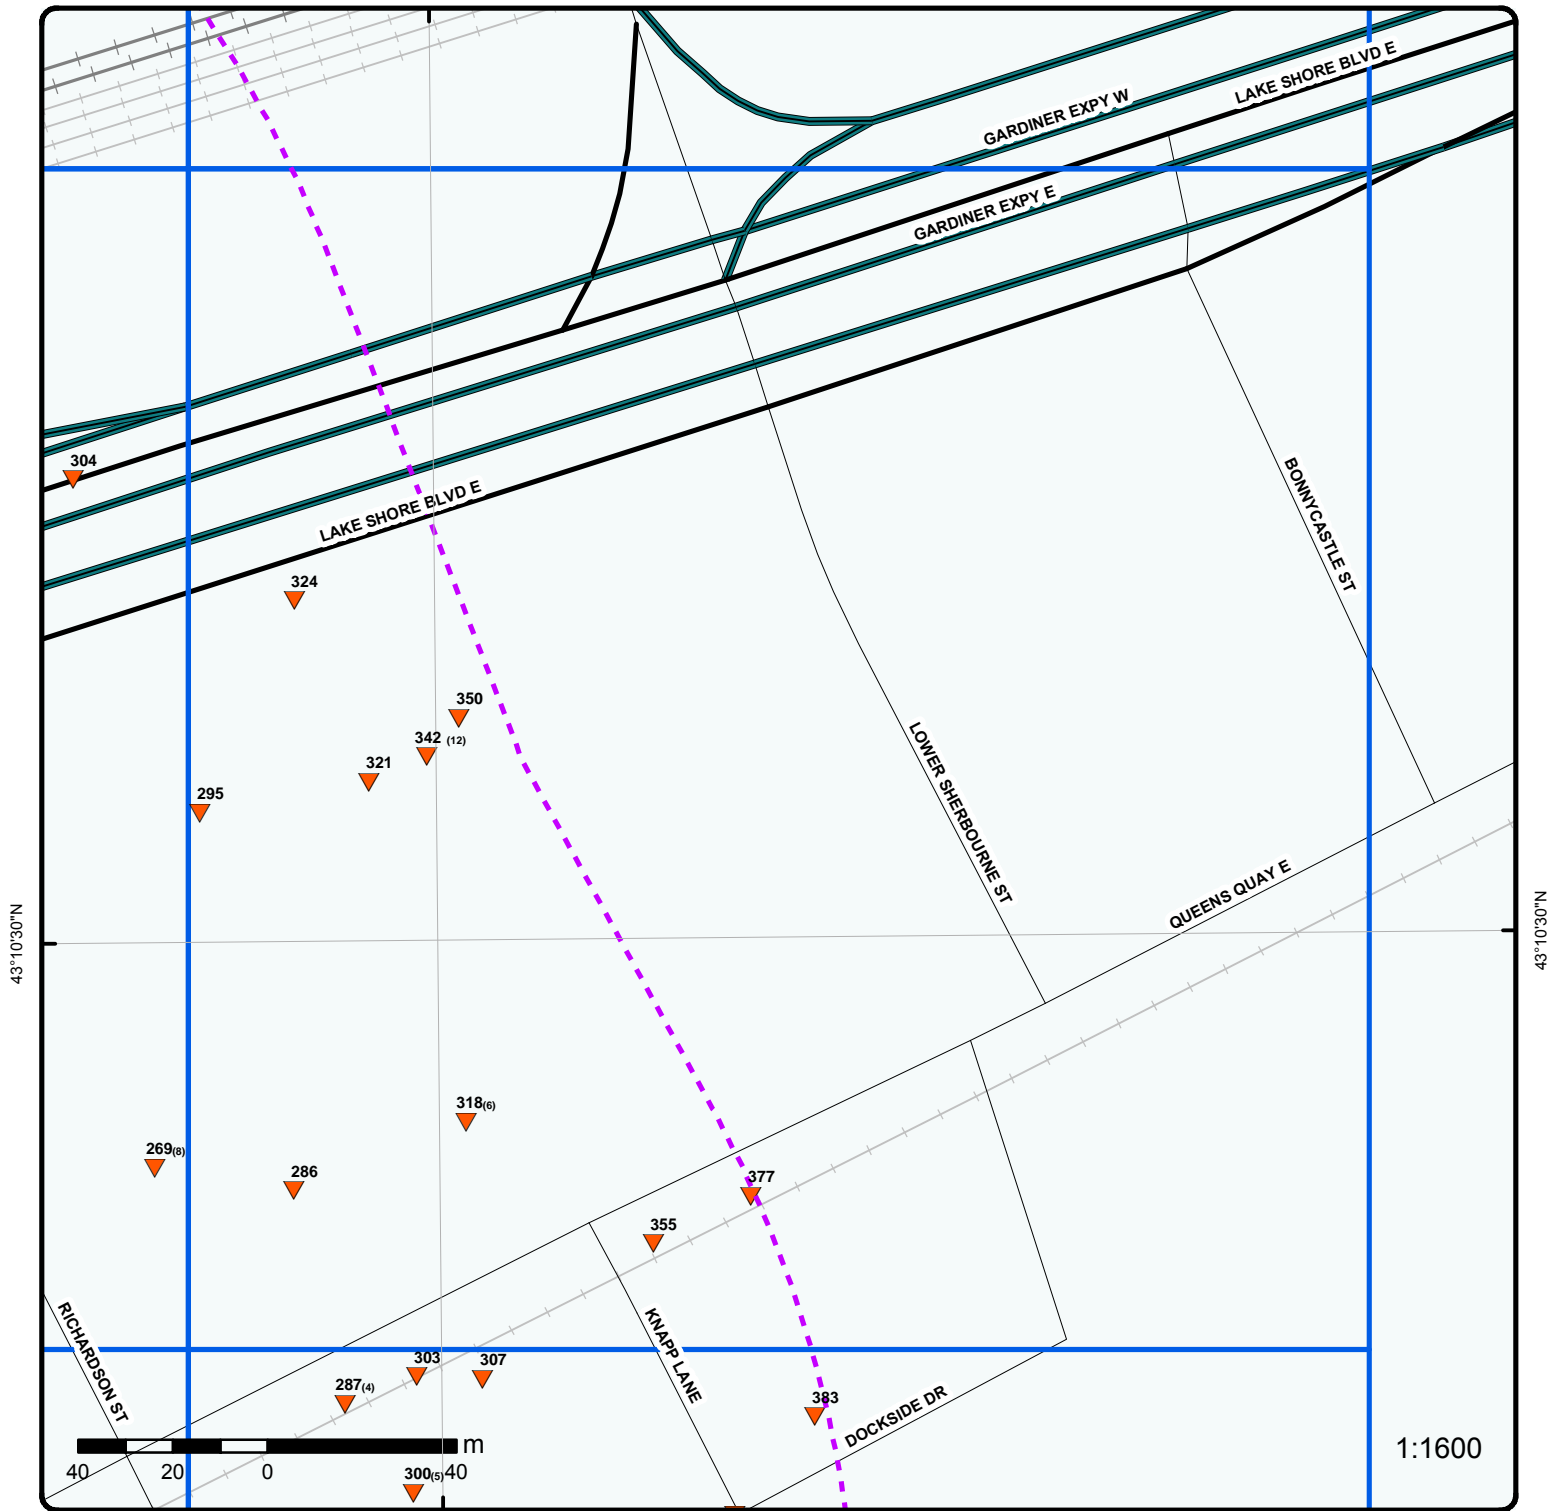 LAKE SHORE BLVD E
GARDINER EXPY W
GARDINER EXPY E
304
LAKE SHORE BLVD E
BONNYCASTLE ST
324
350
342 (12)
321
295
LOWER SHERBOURNE ST
QUEENS QUAY E
43°10'30"N
43°10'30"N
318(6)
269(8)
286
377
355
RICHARDSON ST
KNAPP LANE
303
307
287(4)
383
DOCKSIDE DR
m
1:1600
40 20 0 40
300(5)